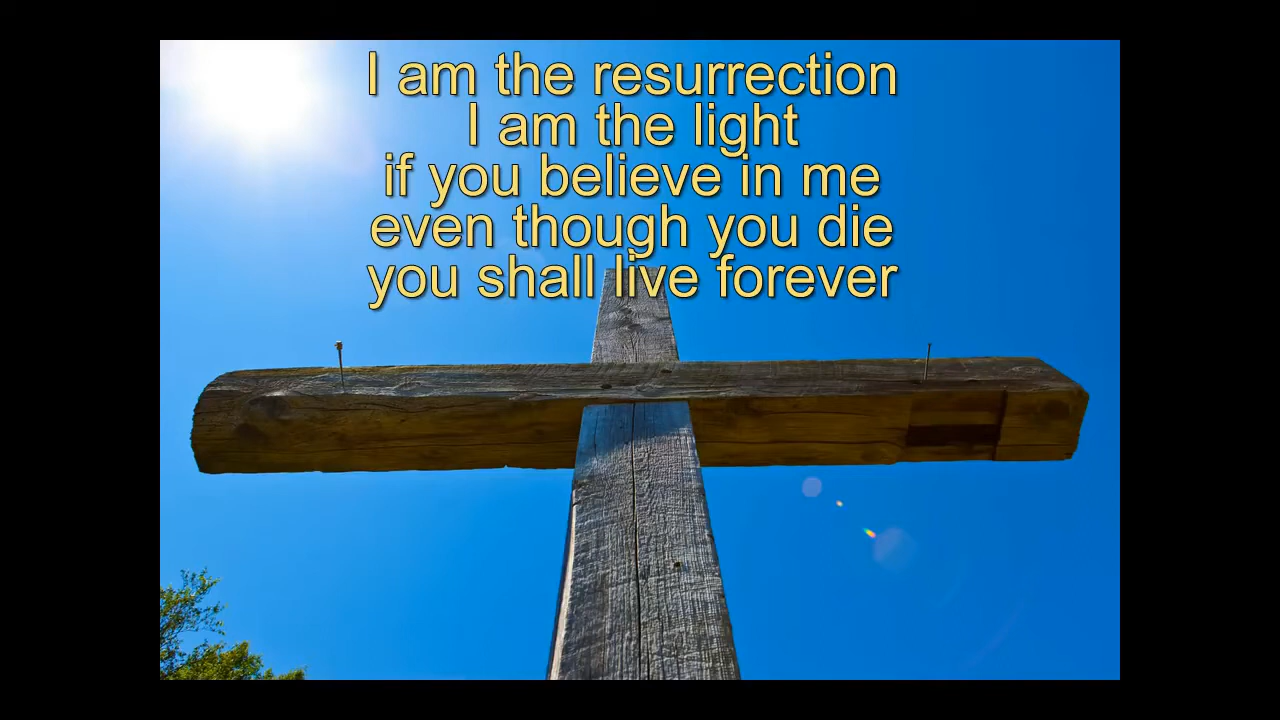 I am the resurrection
I am the light
if you believe in me
even though you die
you shall live forever